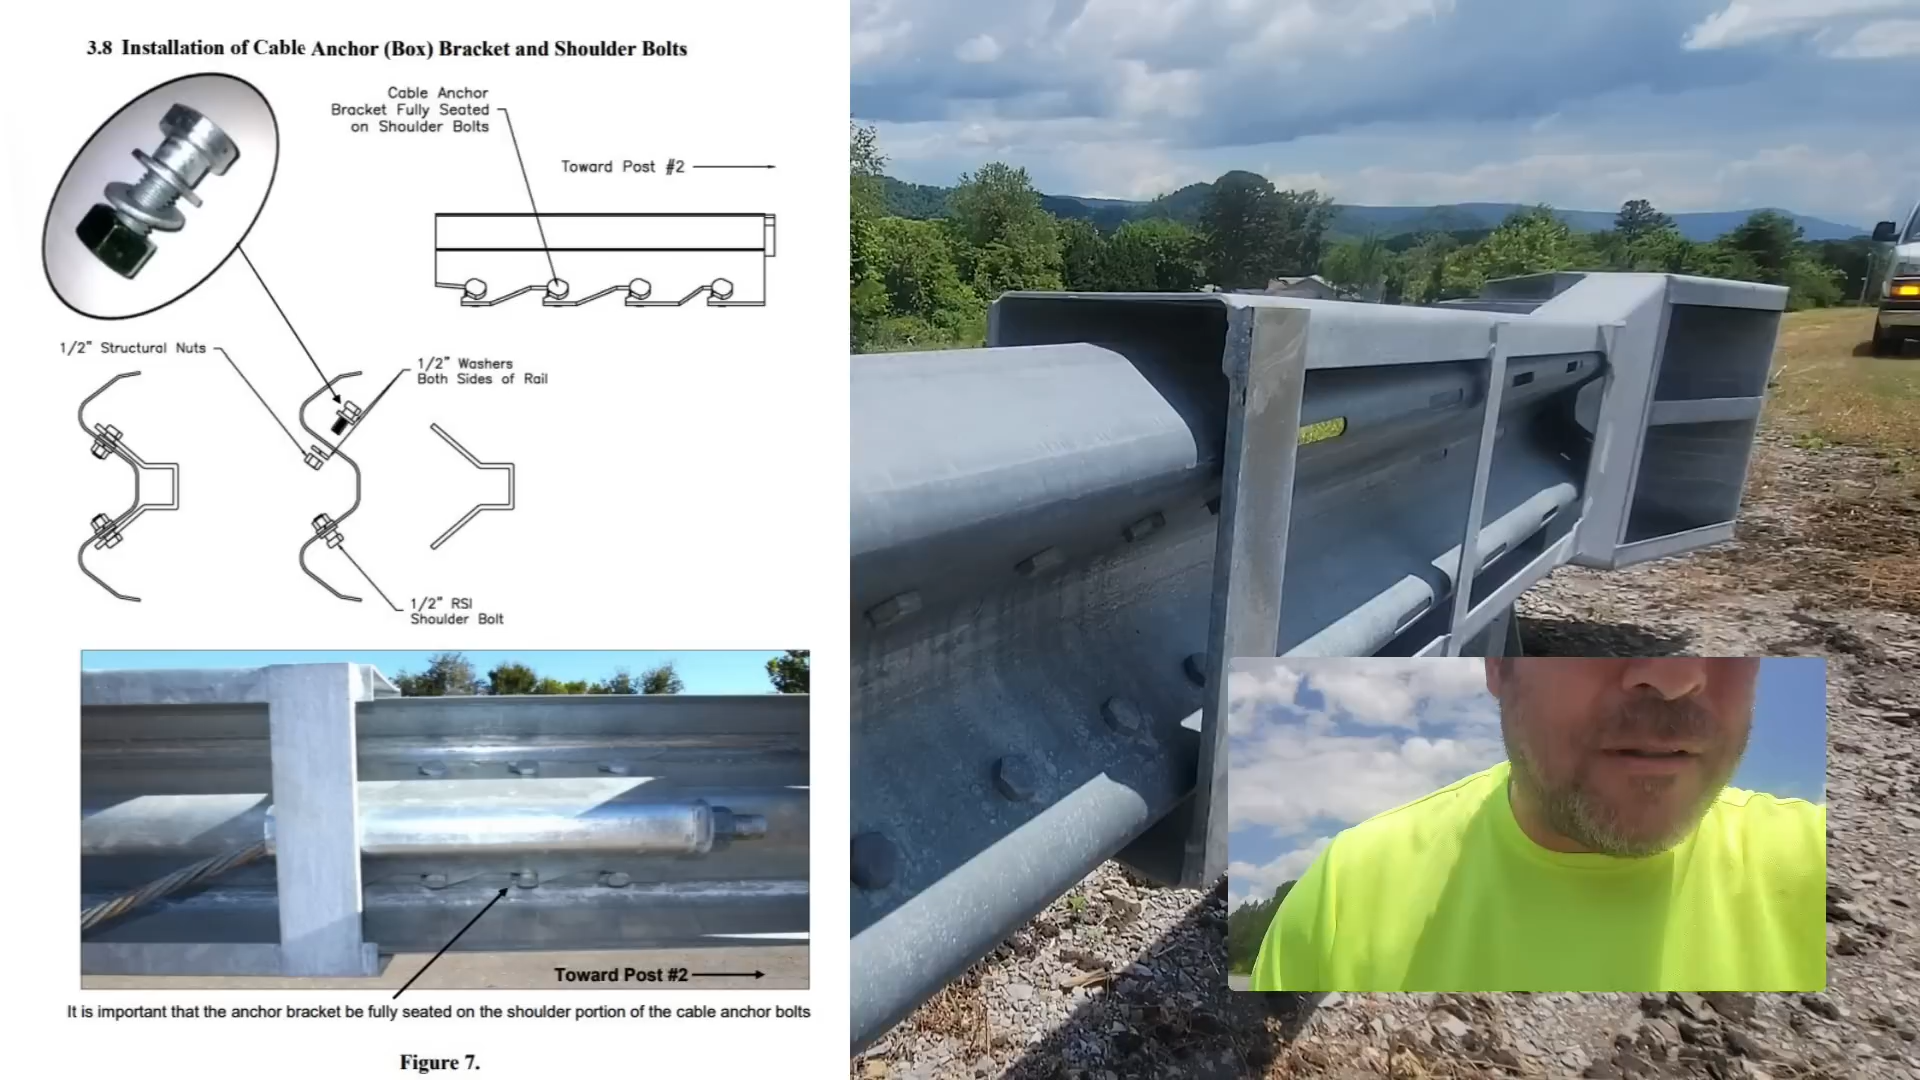 3.8 Installation of Cable Anchor (Box) Bracket and Shoulder Bolts
Cable Anchor
Bracket Fully Seated
on Shoulder Bolts
Toward Post #2
1/2" Structural Nuts
1/2" Washers
Both Sides of Rail
1/2" RSI
Shoulder Bolt
Toward Post #2
It is important that the anchor bracket be fully seated on the shoulder portion of the cable anchor bolts
Figure 7.